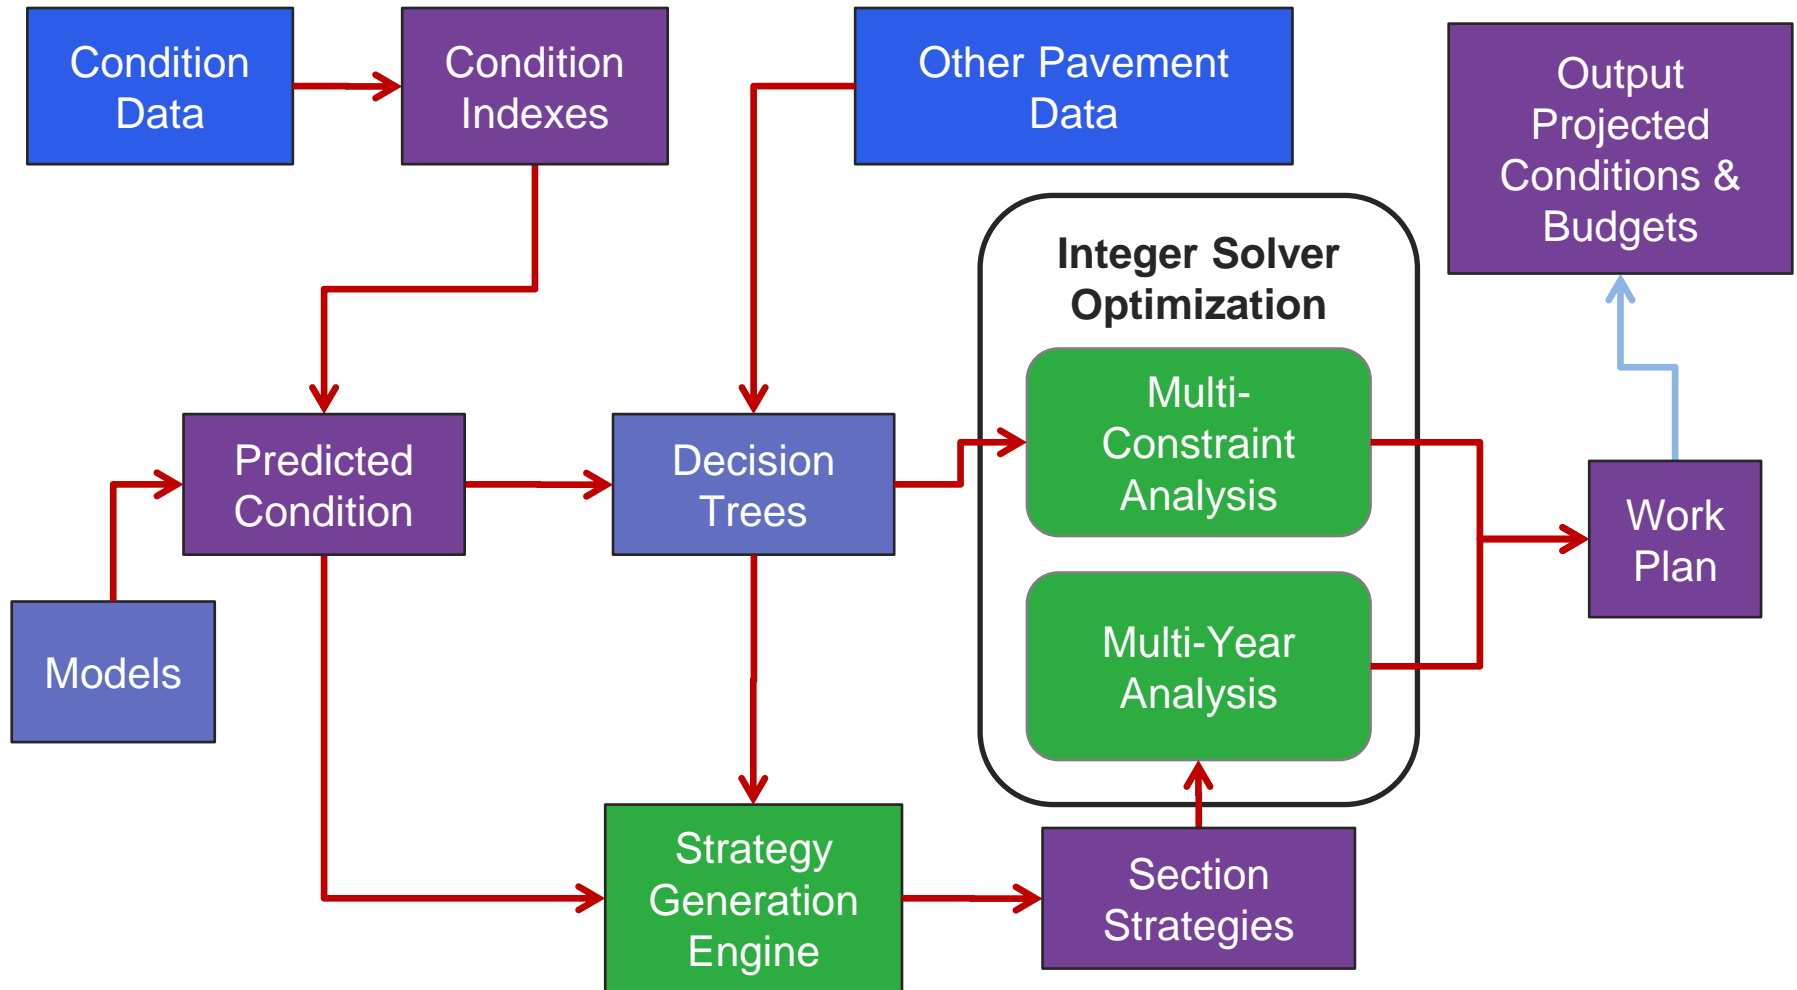 Condition
Data
Condition
Indexes
Other Pavement
Data
Output
Projected
Conditions &
Budgets
Integer Solver
Optimization
Multi-
Constraint
Analysis
Predicted
Condition
Decision
Trees
Work
Plan
Models
Multi-Year
Analysis
Strategy
Generation
Engine
Section
Strategies